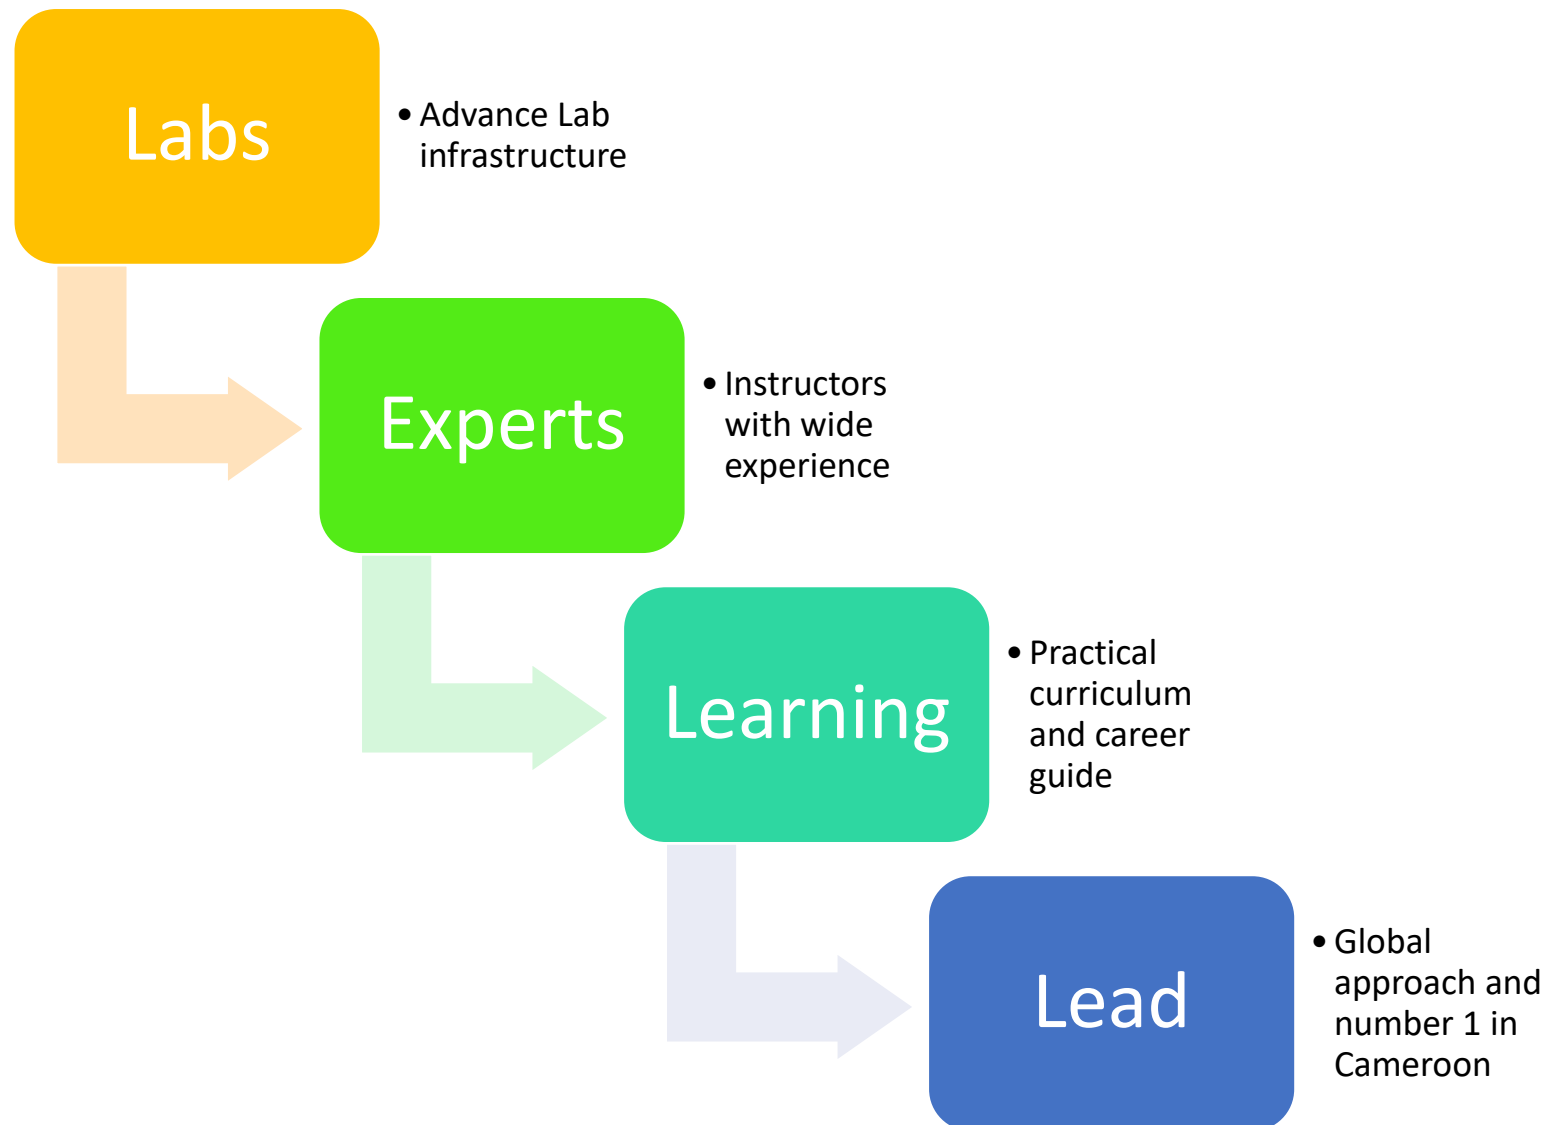 Labs
• Advance Lab
infrastructure
Experts
• Instructors
with wide
experience
Learning
• Practical
curriculum
and career
guide
Lead
• Global
approach and
number 1 in
Cameroon